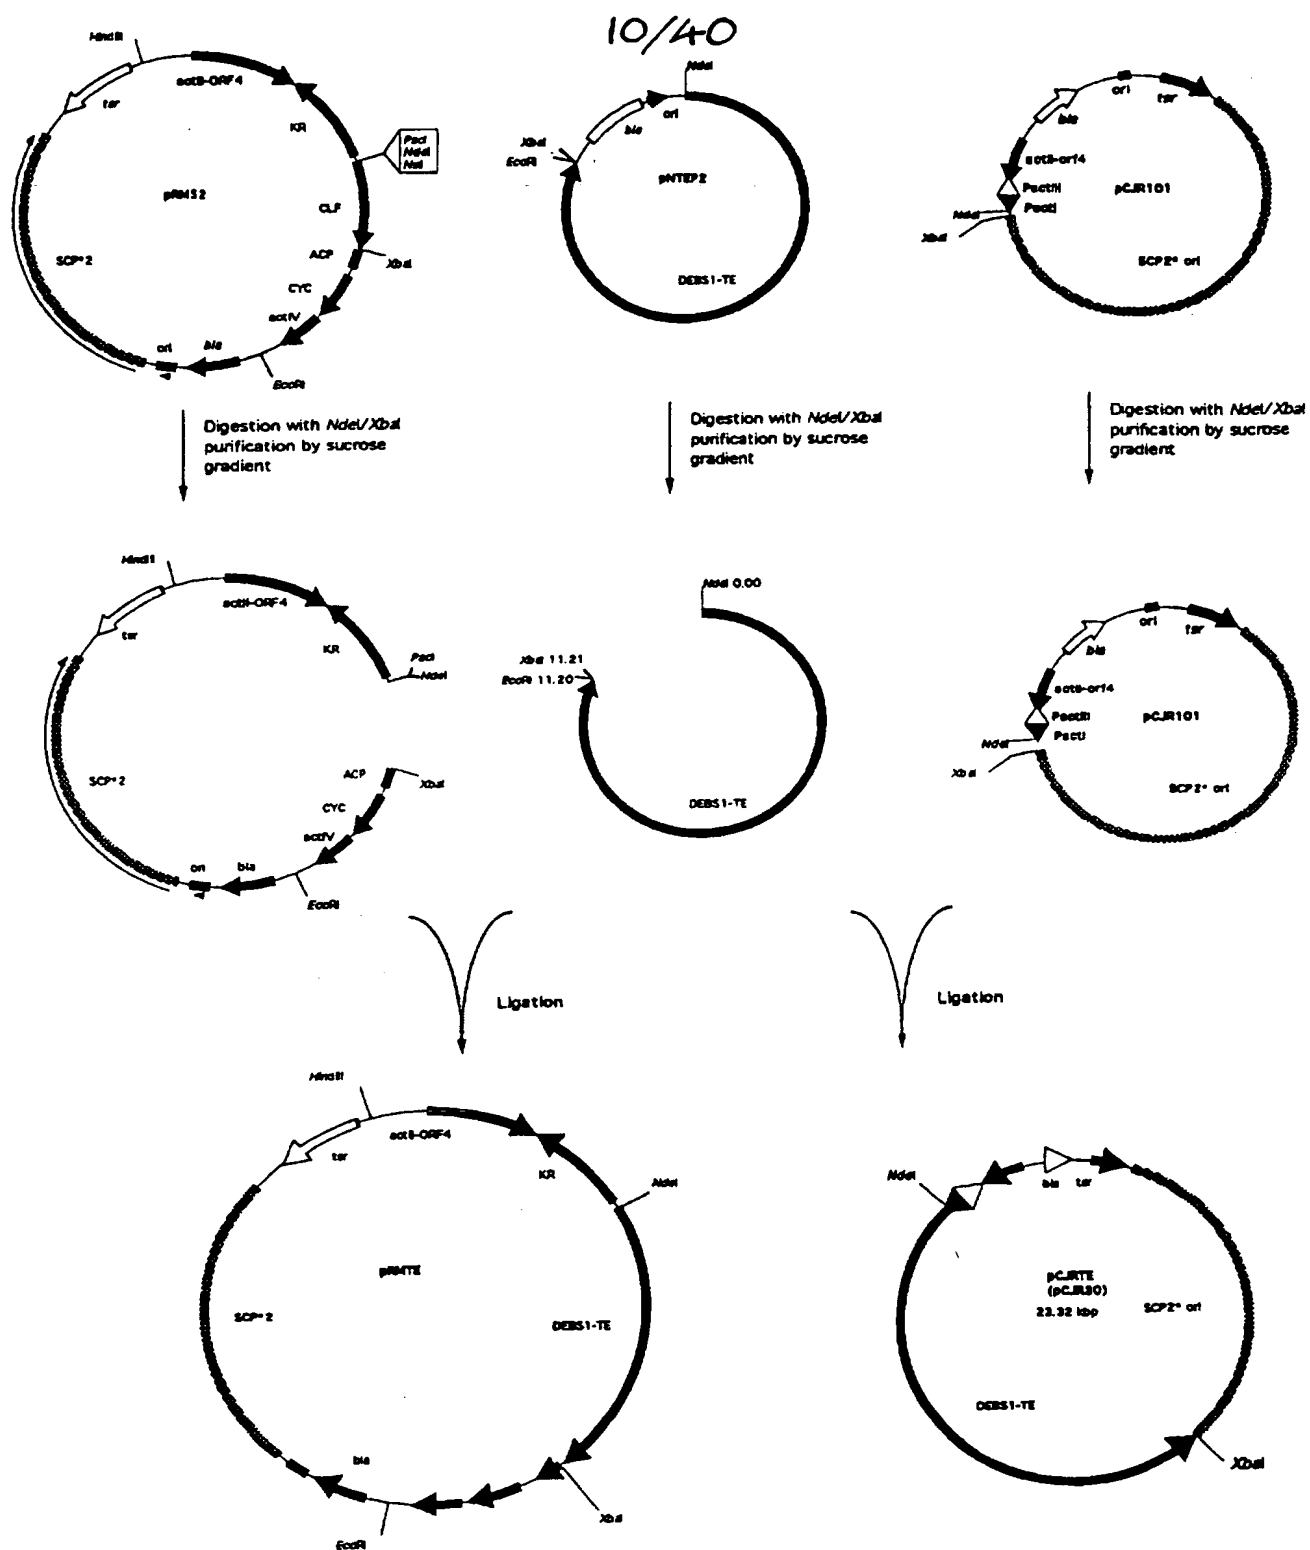 10/40
HindIII
actII-ORF4
tsr
KR
PacI
NdeI
NsiI
pRMS2
CLF
ACP
XbaI
SCP*2
CYC
actIV
ori
bla
EcoRI
NdeI
ori
bla
XbaI
EcoRI
pNTEP2
DEBS1-TE
ori
tsr
bla
actII-orf4
PactIII
PactI
pCJR101
NdeI
XbaI
SCP2* ori
Digestion with NdeI/XbaI
purification by sucrose
gradient
Digestion with NdeI/XbaI
purification by sucrose
gradient
Digestion with NdeI/XbaI
purification by sucrose
gradient
HindIII
actII-ORF4
tsr
KR
PacI
NdeI
SCP*2
ACP
XbaI
CYC
actIV
ori
bla
EcoRI
NdeI 0.00
XbaI 11.21
EcoRI 11.20
DEBS1-TE
ori
tsr
bla
actII-orf4
PactIII
PactI
pCJR101
NdeI
XbaI
SCP2* ori
Ligation
Ligation
HindIII
actII-ORF4
tsr
KR
NdeI
pRMTE
SCP*2
DEBS1-TE
bla
XbaI
EcoRI
NdeI
bla
tsr
pCJRTE
(pCJR30)
23.32 kbp
SCP2* ori
DEBS1-TE
XbaI